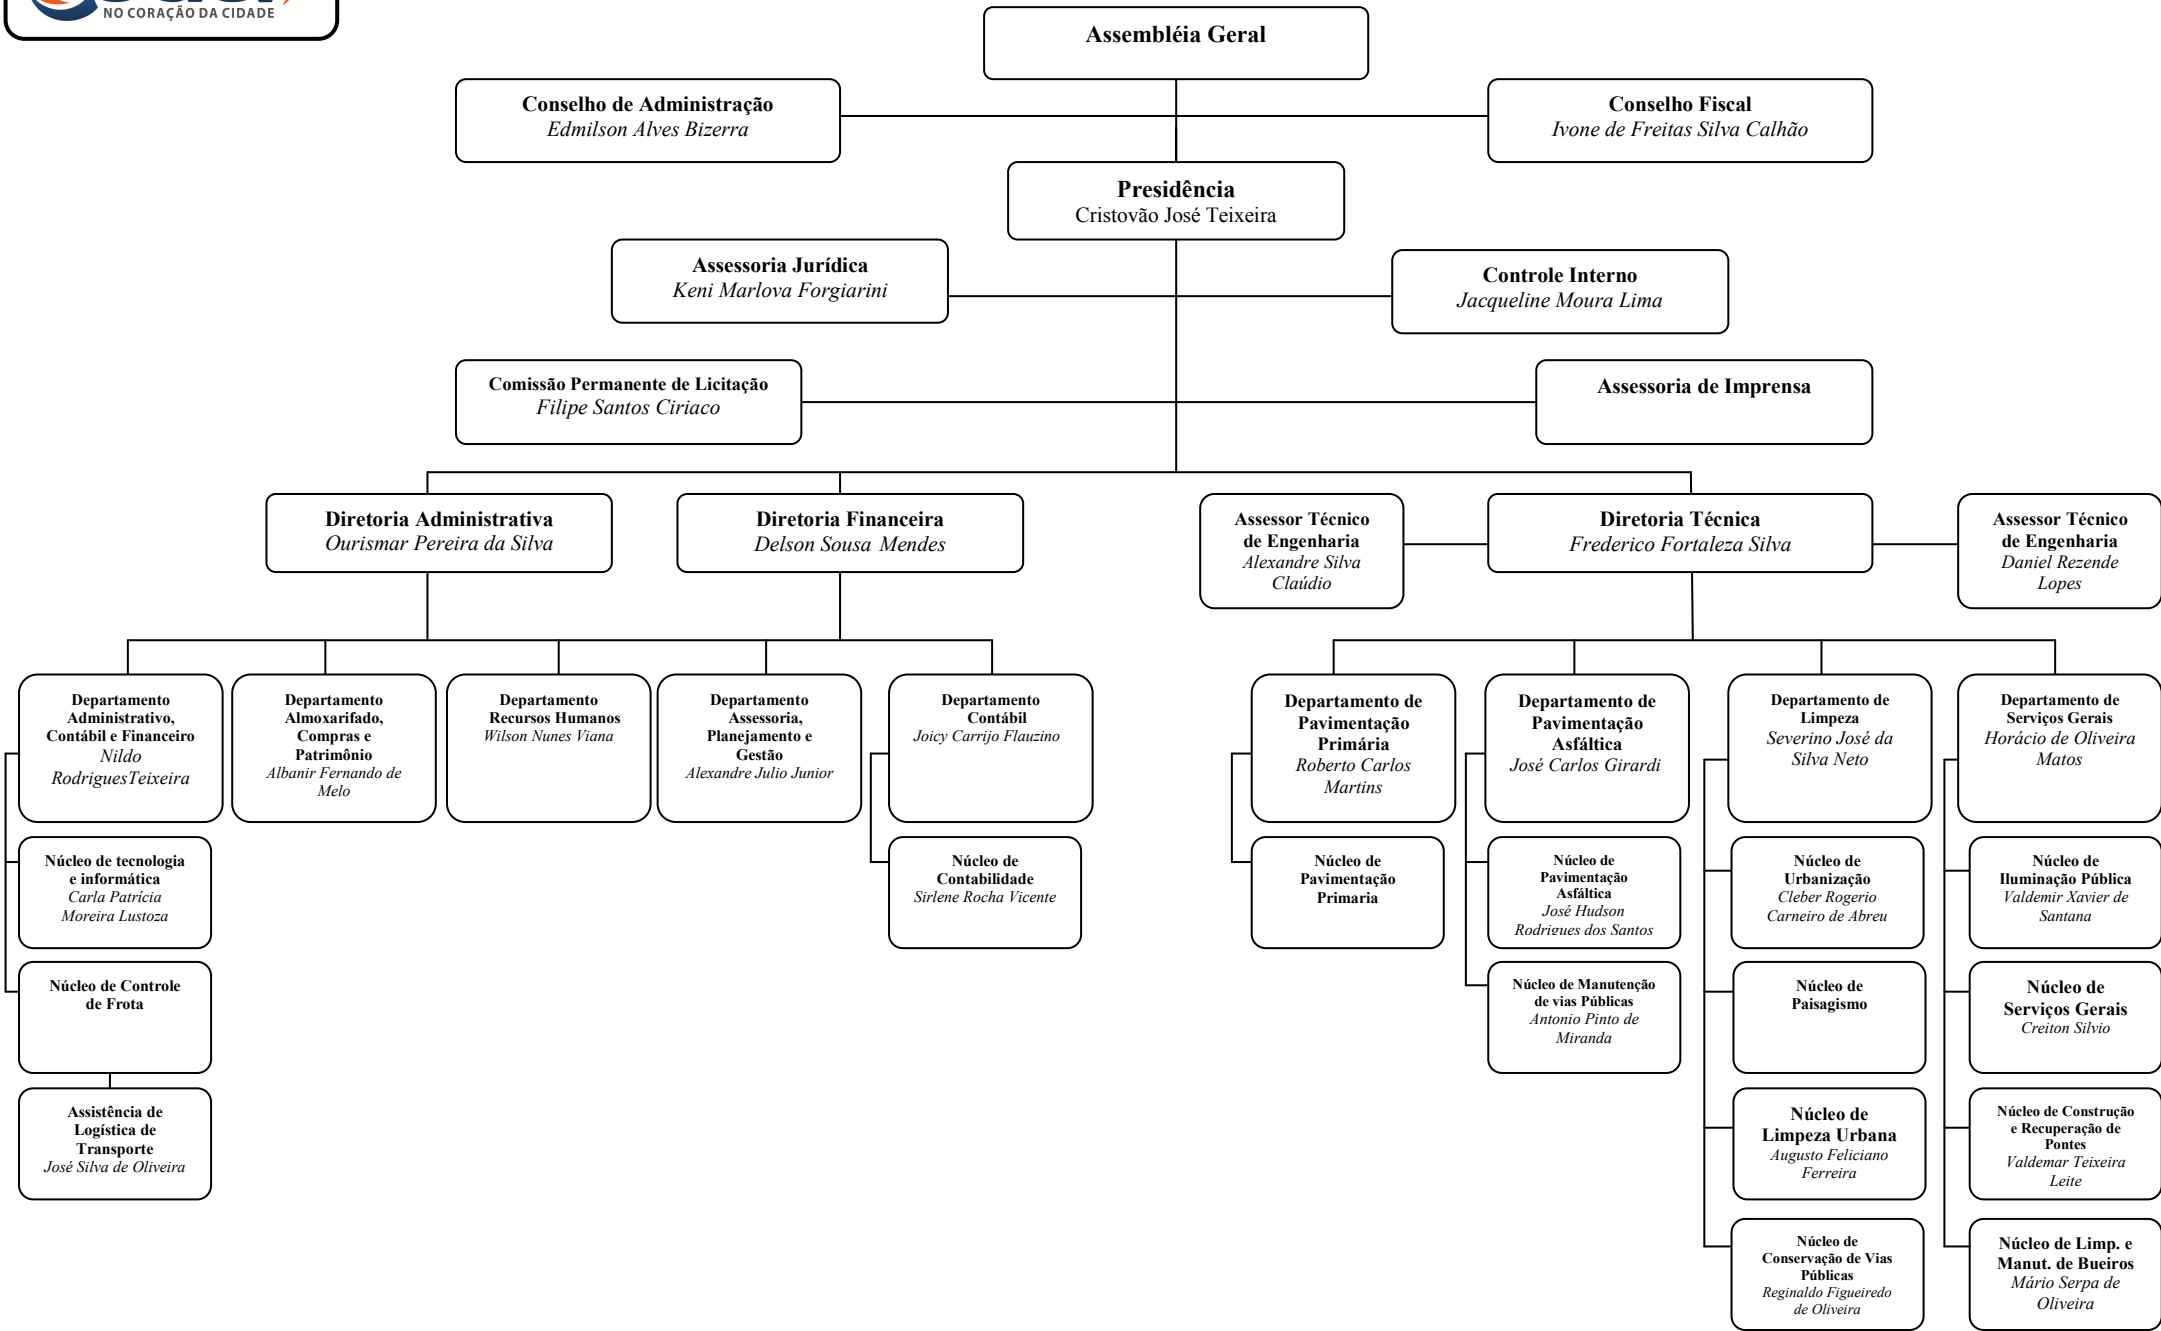 NO CORAÇÃO DA CIDADE
Assembléia Geral
Conselho de Administração
Edmilson Alves Bizerra
Conselho Fiscal
Ivone de Freitas Silva Calhão
Presidência
Cristovão José Teixeira
Assessoria Jurídica
Keni Marlova Forgiarini
Controle Interno
Jacqueline Moura Lima
Comissão Permanente de Licitação
Filipe Santos Ciriaco
Assessoria de Imprensa
Diretoria Administrativa
Ourismar Pereira da Silva
Diretoria Financeira
Delson Sousa Mendes
Assessor Técnico
de Engenharia
Alexandre Silva
Claúdio
Diretoria Técnica
Frederico Fortaleza Silva
Assessor Técnico
de Engenharia
Daniel Rezende
Lopes
Departamento
Administrativo,
Contábil e Financeiro
Nildo
RodriguesTeixeira
Departamento
Almoxarifado,
Compras e
Patrimônio
Albanir Fernando de
Melo
Departamento
Recursos Humanos
Wilson Nunes Viana
Departamento
Assessoria,
Planejamento e
Gestão
Alexandre Julio Junior
Departamento
Contábil
Joicy Carrijo Flauzino
Departamento de
Pavimentação
Primária
Roberto Carlos
Martins
Departamento de
Pavimentação
Asfáltica
José Carlos Girardi
Departamento de
Limpeza
Severino José da
Silva Neto
Departamento de
Serviços Gerais
Horácio de Oliveira
Matos
Núcleo de tecnologia
e informática
Carla Patrícia
Moreira Lustoza
Núcleo de
Contabilidade
Sirlene Rocha Vicente
Núcleo de
Pavimentação
Primaria
Núcleo de
Pavimentação
Asfáltica
José Hudson
Rodrigues dos Santos
Núcleo de
Urbanização
Cleber Rogerio
Carneiro de Abreu
Núcleo de
Iluminação Pública
Valdemir Xavier de
Santana
Núcleo de Controle
de Frota
Núcleo de Manutenção
de vias Públicas
Antonio Pinto de
Miranda
Núcleo de
Paisagismo
Núcleo de
Serviços Gerais
Creiton Silvio
Assistência de
Logística de
Transporte
José Silva de Oliveira
Núcleo de
Limpeza Urbana
Augusto Feliciano
Ferreira
Núcleo de Construção
e Recuperação de
Pontes
Valdemar Teixeira
Leite
Núcleo de
Conservação de Vias
Públicas
Reginaldo Figueiredo
de Oliveira
Núcleo de Limp. e
Manut. de Bueiros
Mário Serpa de
Oliveira